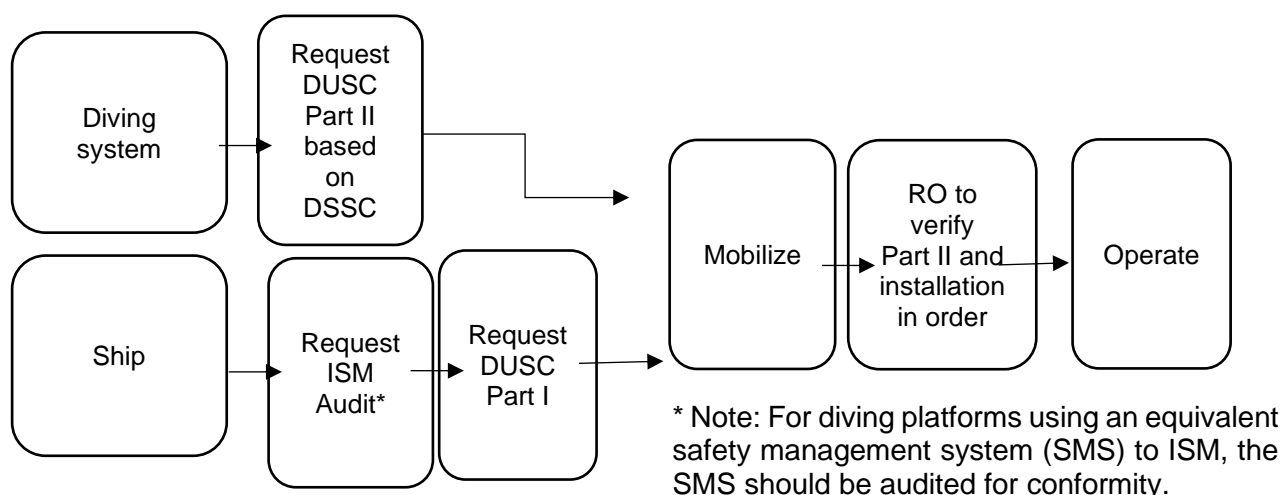 Diving
system
Request
DUSC
Part II
based
on
DSSC
Ship
Request
ISM
Audit*
Request
DUSC
Part I
Mobilize
RO to
verify
Part II and
installation
in order
Operate
* Note: For diving platforms using an equivalent
safety management system (SMS) to ISM, the
SMS should be audited for conformity.